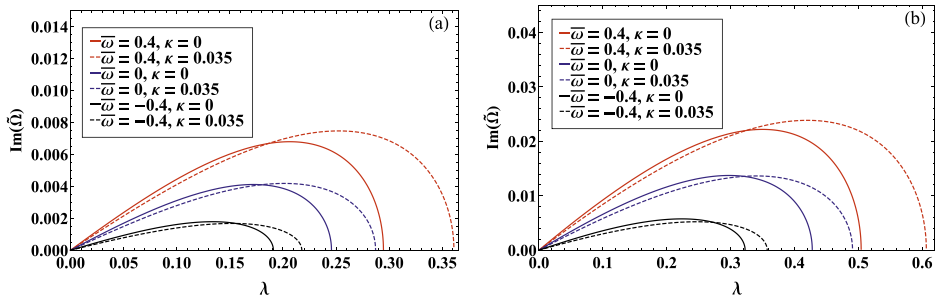 (a)
0.014
0.012
0.010
0.008
0.006
0.004
0.002
0.000
Im(Ω̃)
ω̅ = 0.4, κ = 0
ω̅ = 0.4, κ = 0.035
ω̅ = 0, κ = 0
ω̅ = 0, κ = 0.035
ω̅ = −0.4, κ = 0
ω̅ = −0.4, κ = 0.035
0.00 0.05 0.10 0.15 0.20 0.25 0.30 0.35
λ
(b)
0.04
0.03
0.02
0.01
0.00
Im(Ω̃)
ω̅ = 0.4, κ = 0
ω̅ = 0.4, κ = 0.035
ω̅ = 0, κ = 0
ω̅ = 0, κ = 0.035
ω̅ = −0.4, κ = 0
ω̅ = −0.4, κ = 0.035
0.0 0.1 0.2 0.3 0.4 0.5 0.6
λ